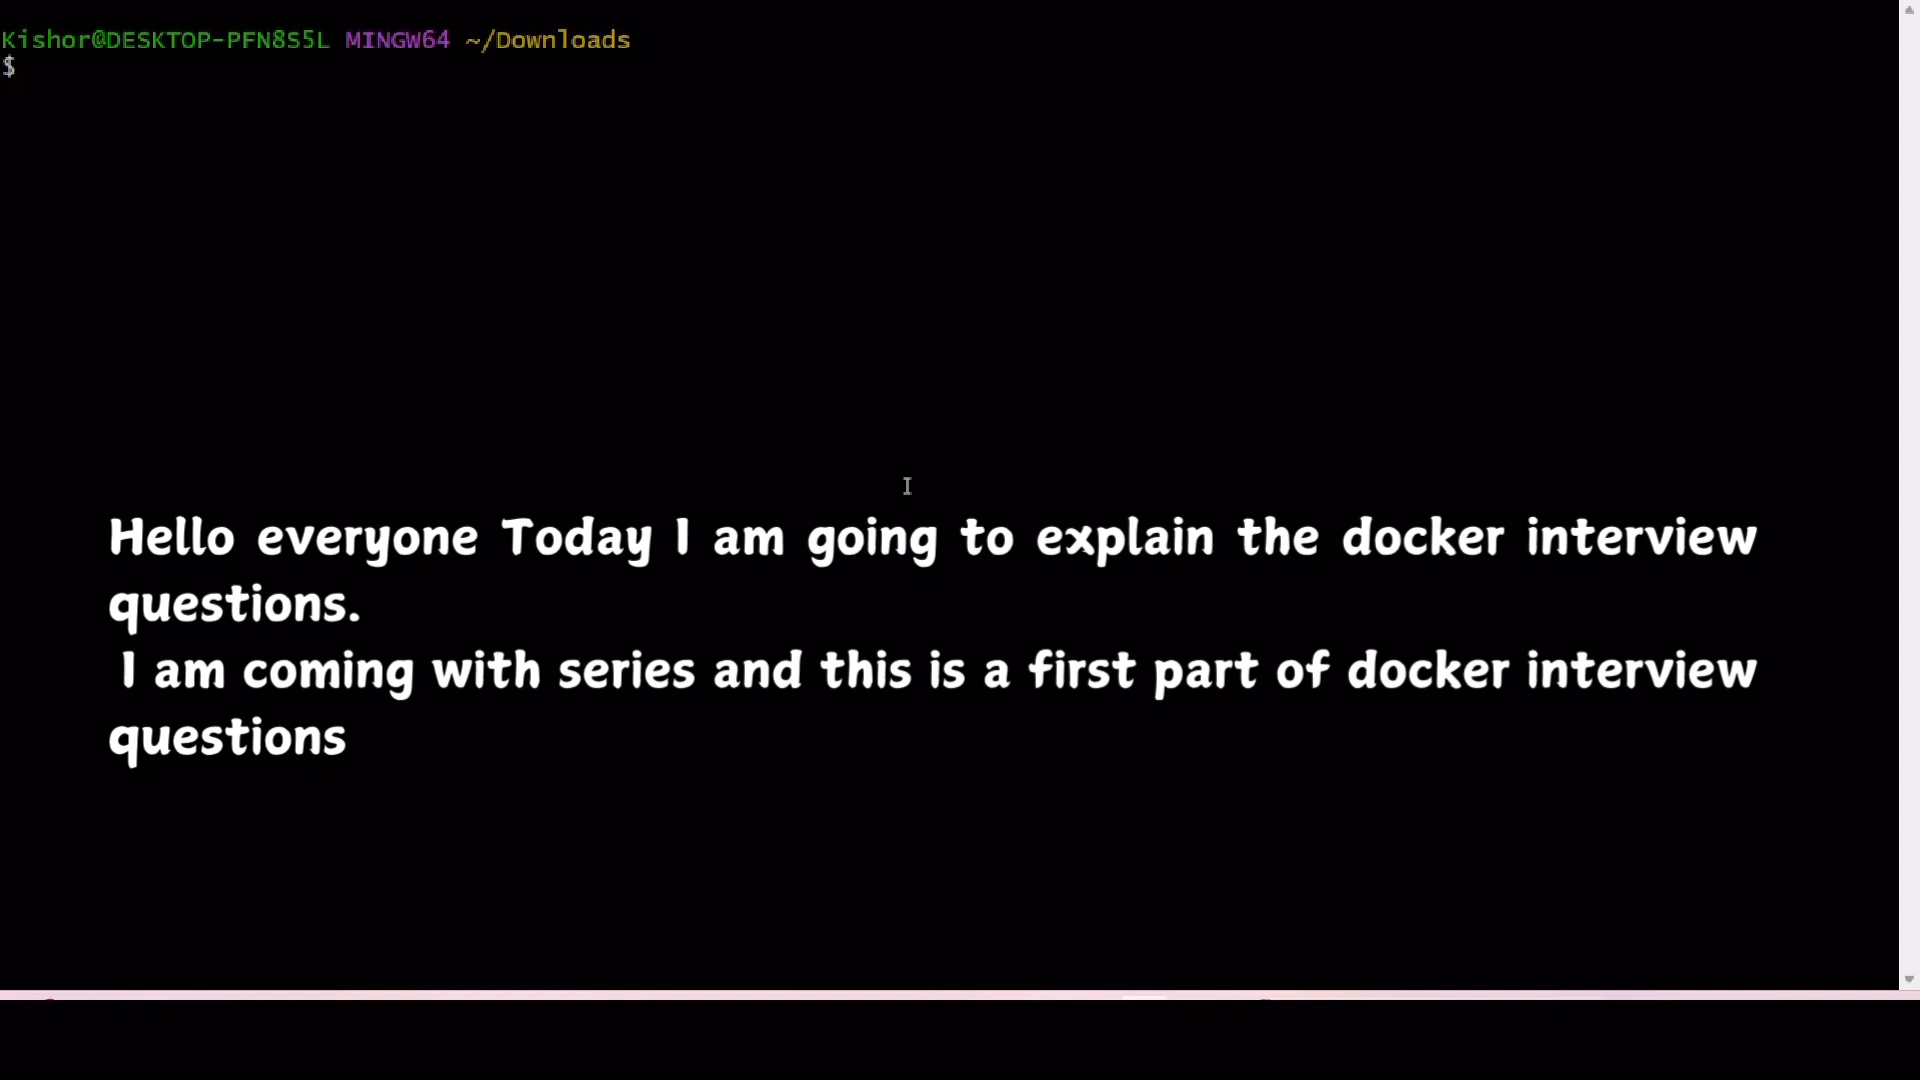 Kishor@DESKTOP-PFN8S5L MINGW64 ~/Downloads
$
Hello everyone Today I am going to explain the docker interview
questions.
I am coming with series and this is a first part of docker interview
questions